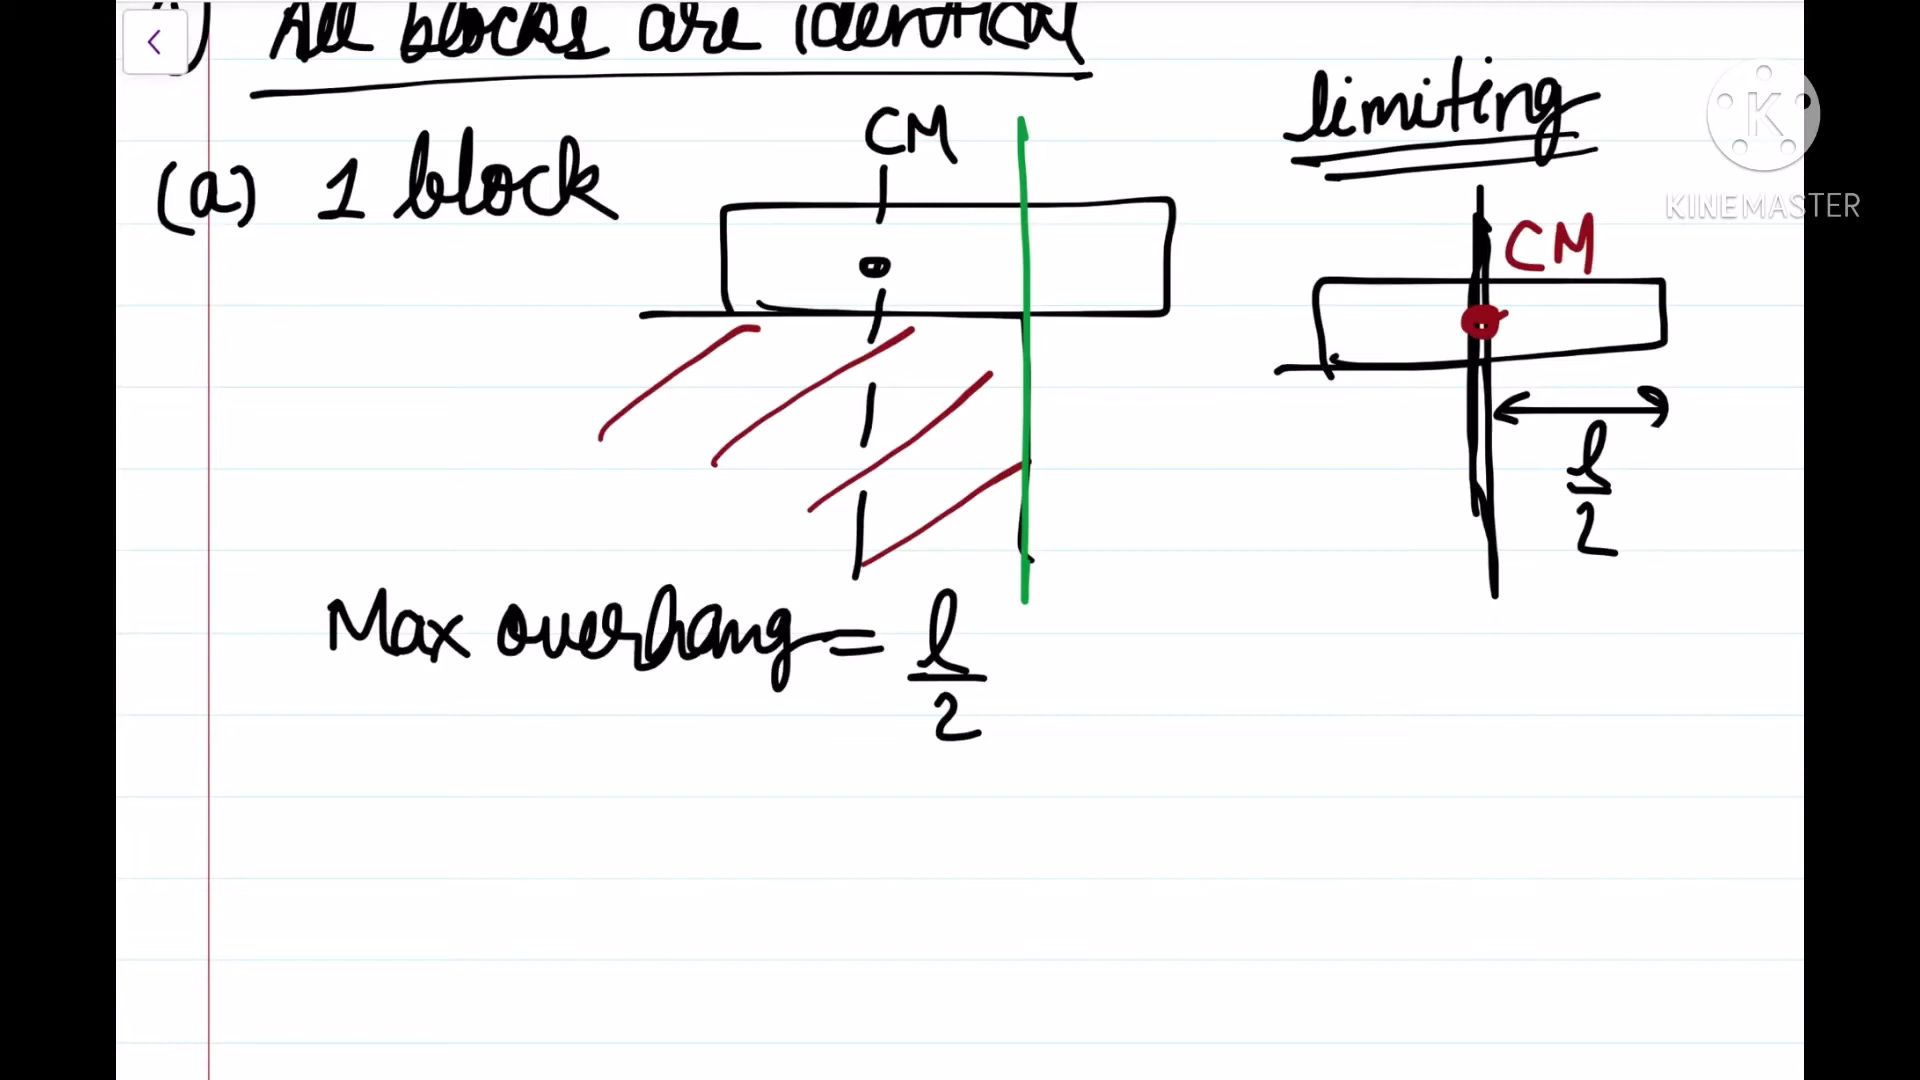 All blocks are identical
limiting
CM
(a) 1 block
KINEMASTER
CM
l/2
Max overhang = l/2